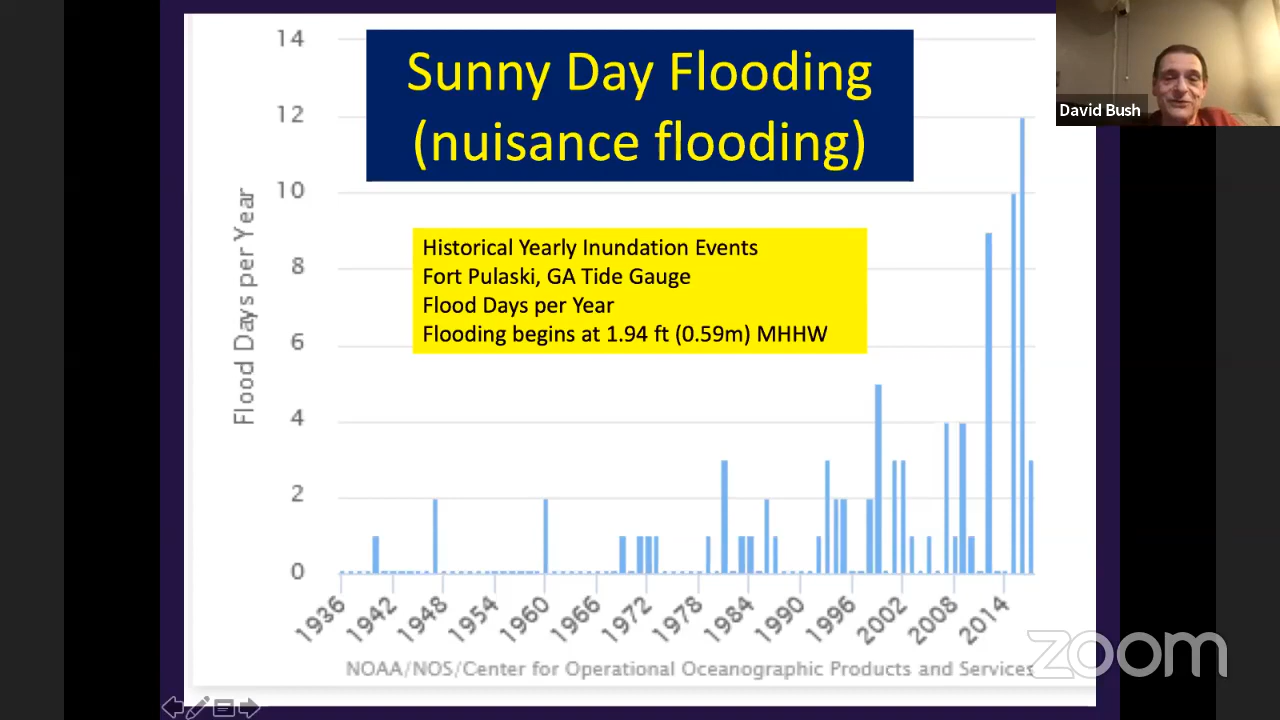 Sunny Day Flooding
(nuisance flooding)
David Bush
Historical Yearly Inundation Events
Fort Pulaski, GA Tide Gauge
Flood Days per Year
Flooding begins at 1.94 ft (0.59m) MHHW
Flood Days per Year
14
12
10
8
6
4
2
0
1936
1942
1948
1954
1960
1966
1972
1978
1984
1990
1996
2002
2008
2014
NOAA/NOS/Center for Operational Oceanographic Products and Services
zoom